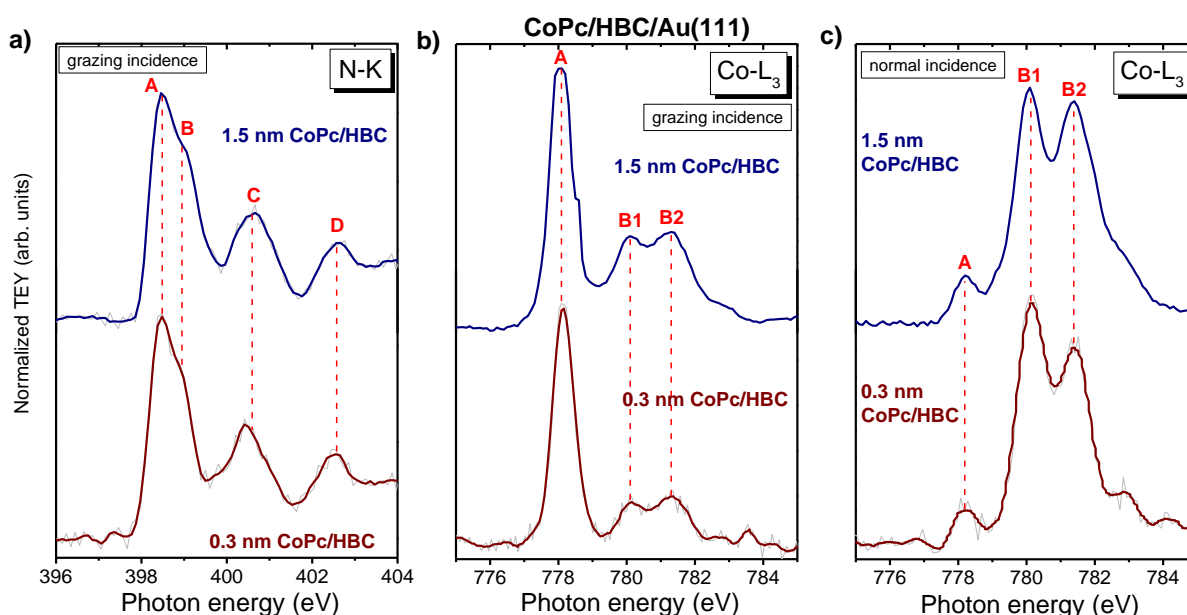 CoPc/HBC/Au(111)
a)
grazing incidence
N-K
A
B
1.5 nm CoPc/HBC
C
D
0.3 nm CoPc/HBC
Normalized TEY (arb. units)
396 398 400 402 404
Photon energy (eV)
b)
A
Co-L3
grazing incidence
1.5 nm CoPc/HBC
B1 B2
0.3 nm CoPc/HBC
776 778 780 782 784
Photon energy (eV)
c)
normal incidence
B1
B2
Co-L3
1.5 nm
CoPc/HBC
A
0.3 nm
CoPc/HBC
776 778 780 782 784
Photon energy (eV)